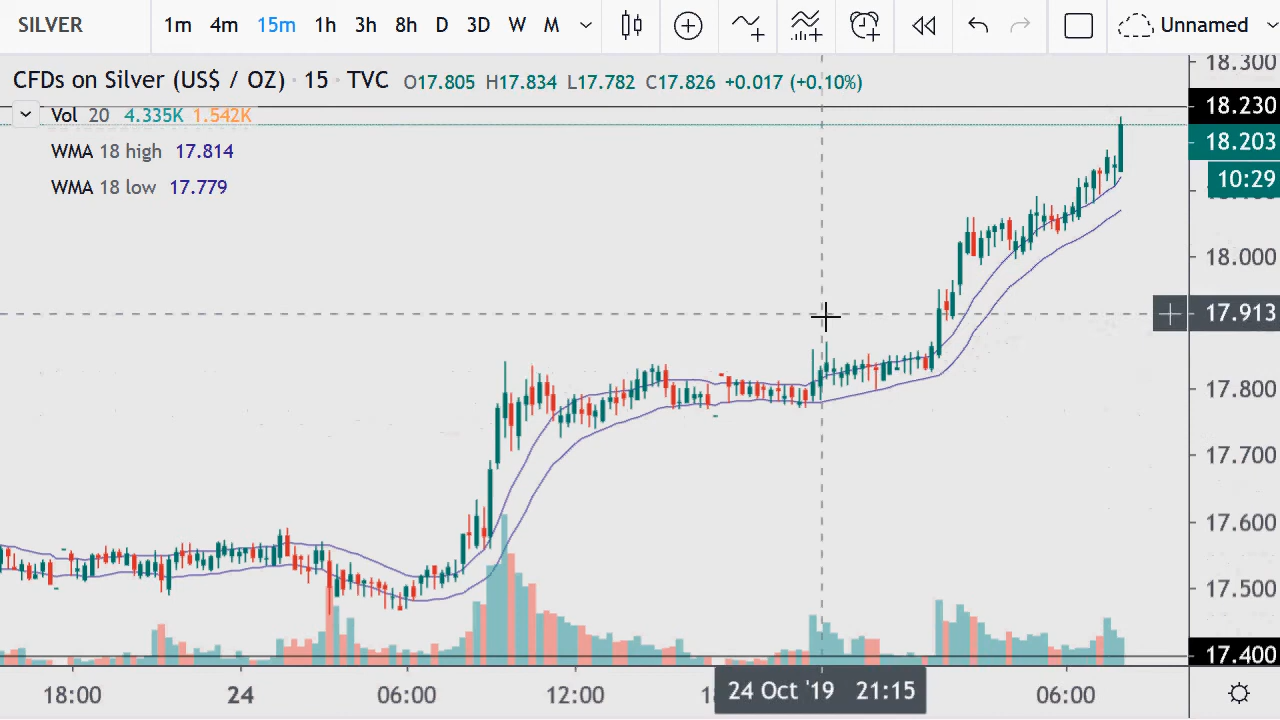 SILVER 1m 4m 15m 1h 3h 8h D 3D W M Unnamed
CFDs on Silver (US$ / OZ) · 15 · TVC O17.805 H17.834 L17.782 C17.826 +0.017 (+0.10%)
Vol 20 4.335K 1.542K
WMA 18 high 17.814
WMA 18 low 17.779
18.300
18.230
18.203
10:29
18.000
17.913
17.800
17.700
17.600
17.500
17.400
18:00 24 06:00 12:00 24 Oct '19 21:15 06:00